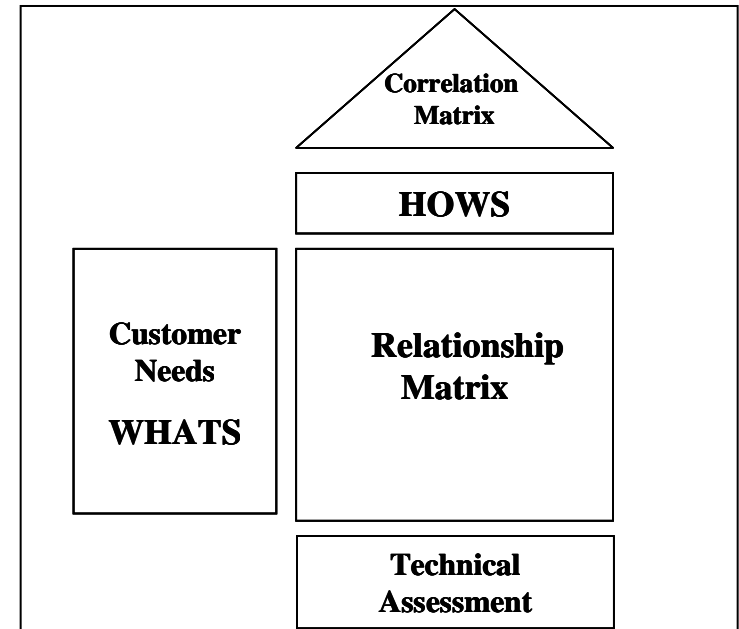 Correlation
Matrix
HOWS
Customer
Needs
WHATS
Relationship
Matrix
Technical
Assessment